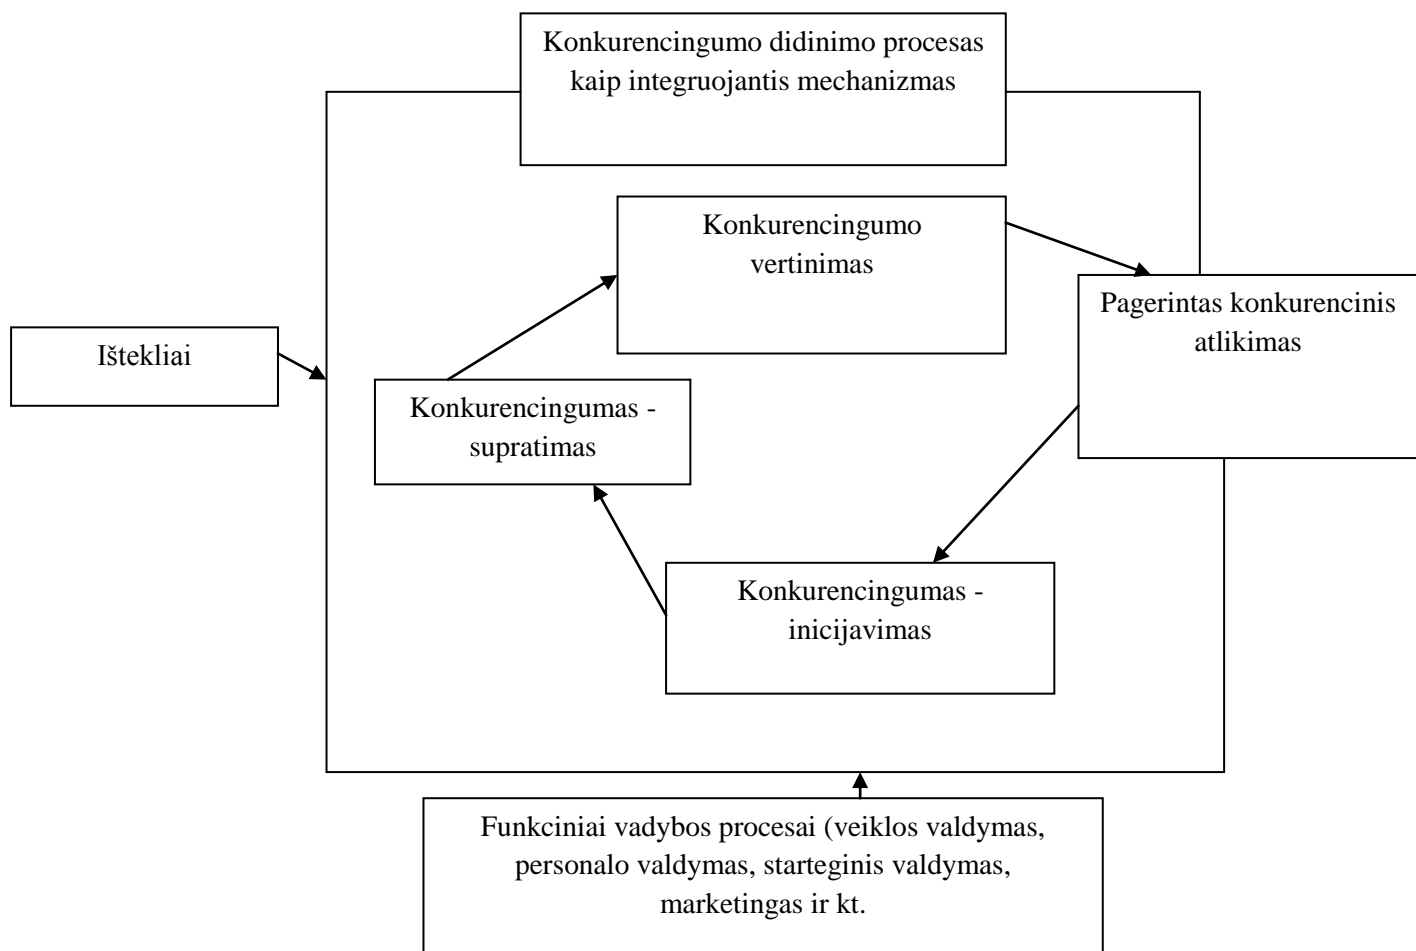 Konkurencingumo didinimo procesas
kaip integruojantis mechanizmas
Konkurencingumo
vertinimas
Pagerintas konkurencinis
atlikimas
Ištekliai
Konkurencingumas -
supratimas
Konkurencingumas -
inicijavimas
Funkciniai vadybos procesai (veiklos valdymas,
personalo valdymas, starteginis valdymas,
marketingas ir kt.